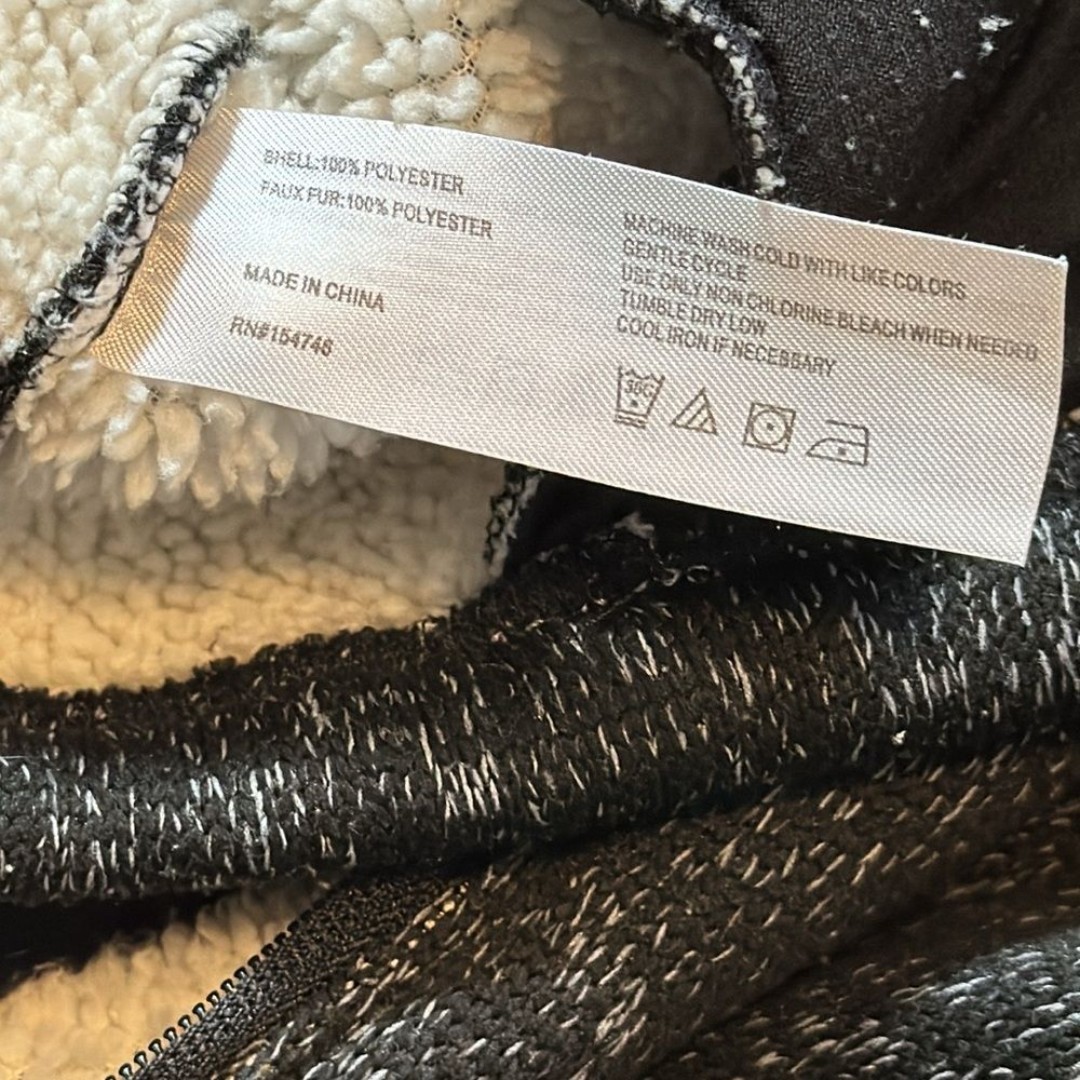 SHELL:100% POLYESTER
FAUX FUR:100% POLYESTER
MADE IN CHINA
RN#154746
MACHINE WASH COLD WITH LIKE COLORS
GENTLE CYCLE
USE ONLY NON CHLORINE BLEACH WHEN NEEDED
TUMBLE DRY LOW
COOL IRON IF NECESSARY
30C